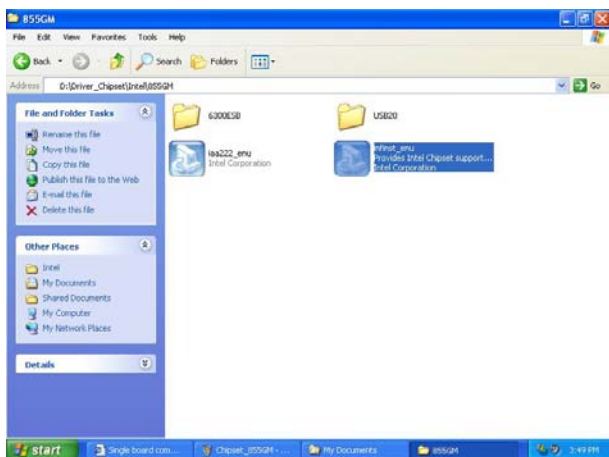 855GM
File Edit View Favorites Tools Help
Back Search Folders
Address D:\Driver_Chipset\Intel\855GM Go
File and Folder Tasks
Rename this file
Move this file
Copy this file
Publish this file to the Web
E-mail this file
Delete this file
Other Places
Intel
My Documents
Shared Documents
My Computer
My Network Places
Details
6300ESB
USB20
iaa222_enu
Intel Corporation
infinst_enu
Provides Intel Chipset support...
Intel Corporation
start Single board com... Chipset_855GM - ... My Documents 855GM 3:49 PM